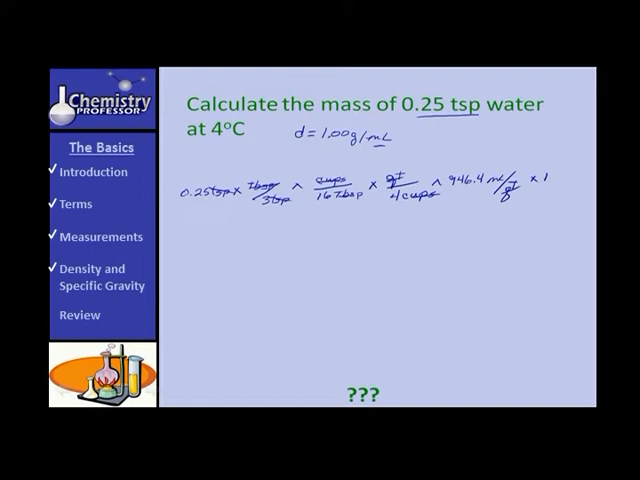 Chemistry
PROFESSOR
The Basics
✓ Introduction
✓ Terms
✓ Measurements
✓ Density and
Specific Gravity
Review
Calculate the mass of 0.25 tsp water
at 4°C
d = 1.00 g/mL
0.25 tsp × Tbsp/3 tsp × cups/16 Tbsp × qt/4 cups × 946.4 mL/qt × 1
???